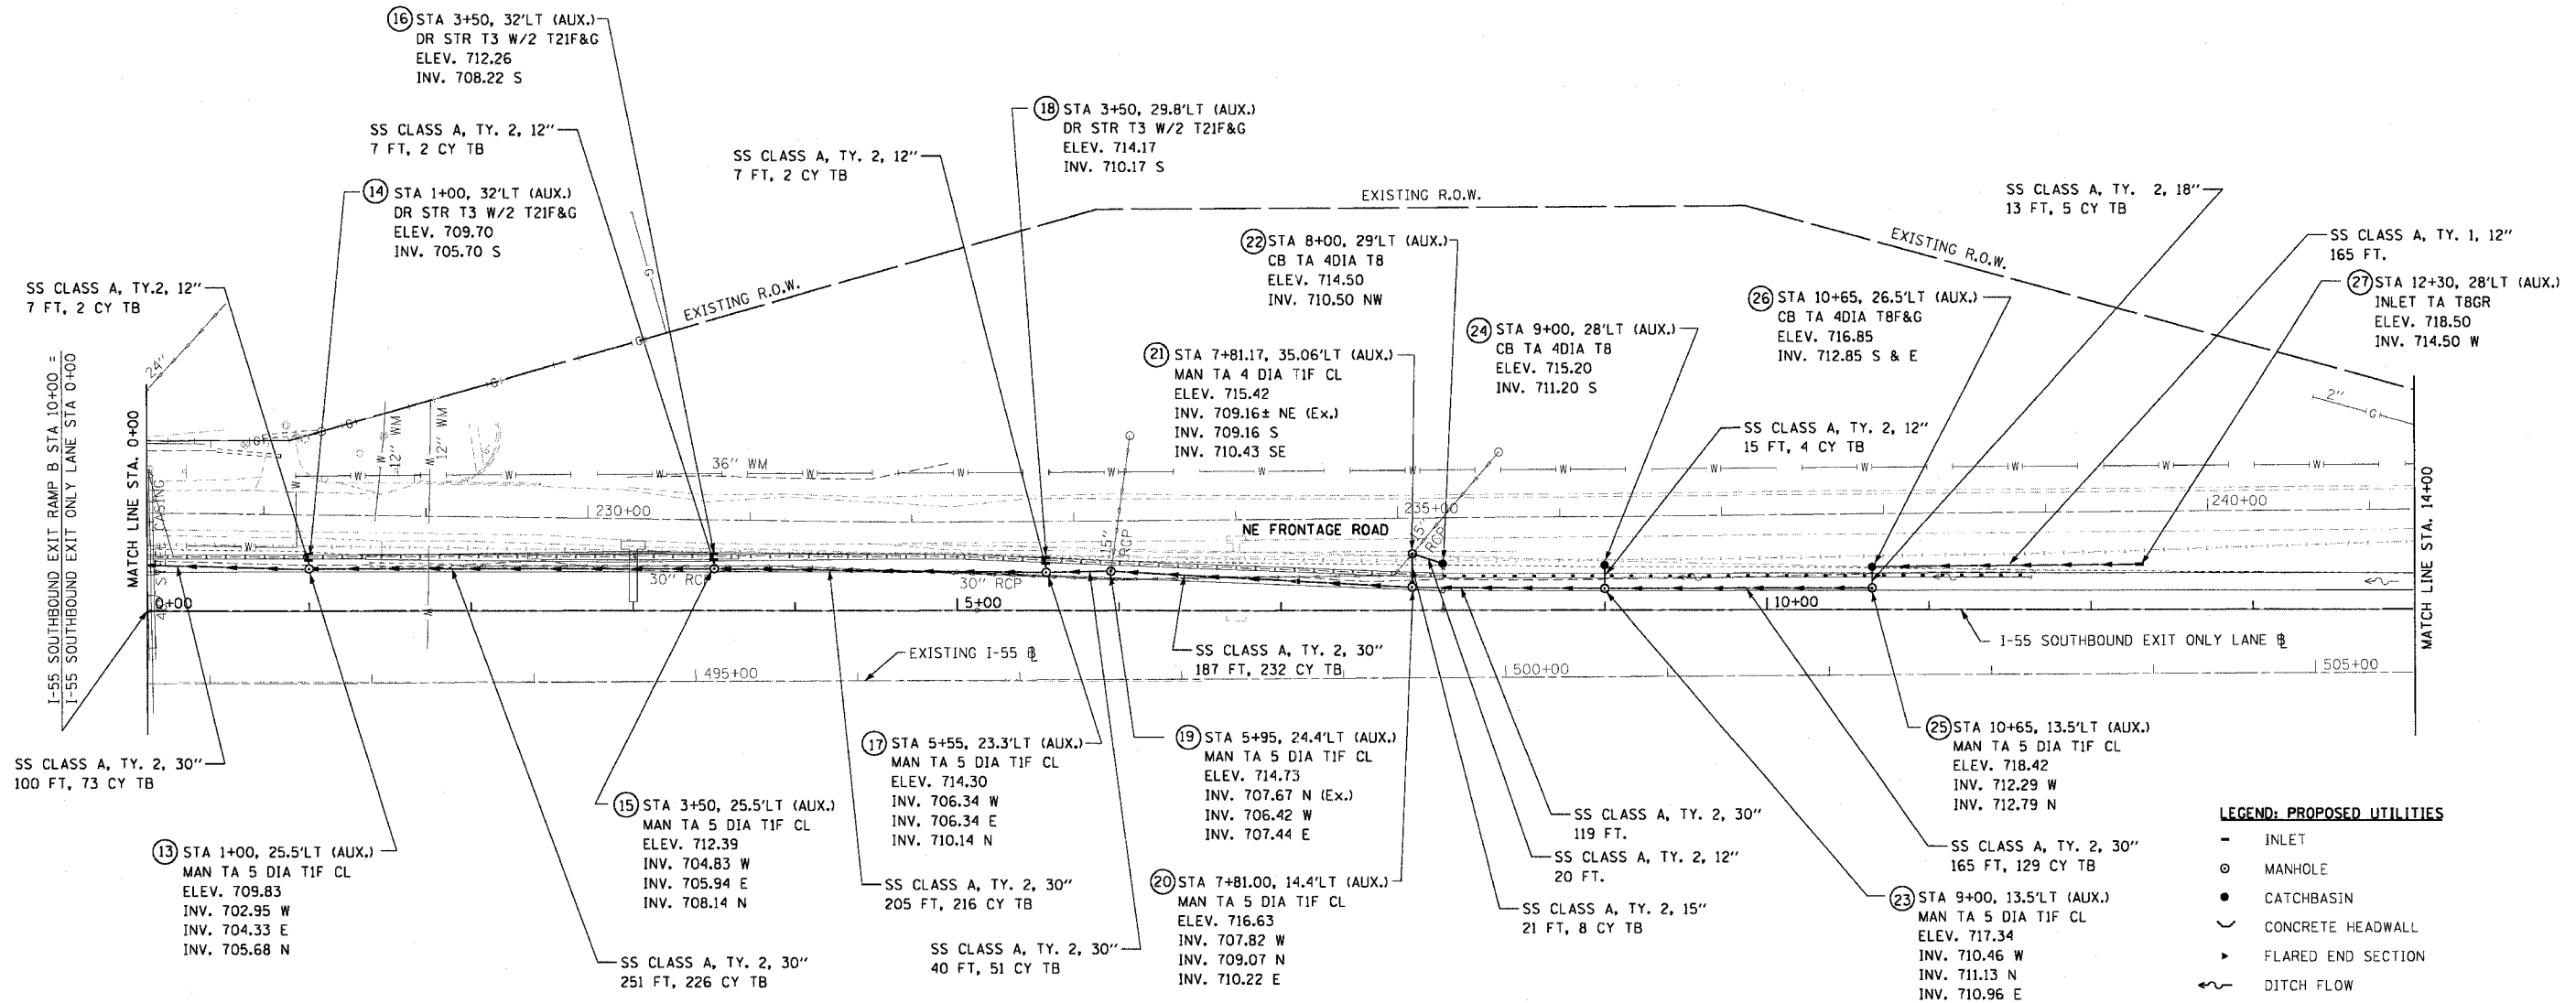 16 STA 3+50, 32'LT (AUX.)
DR STR T3 W/2 T21F&G
ELEV. 712.26
INV. 708.22 S
SS CLASS A, TY. 2, 12"
7 FT, 2 CY TB
14 STA 1+00, 32'LT (AUX.)
DR STR T3 W/2 T21F&G
ELEV. 709.70
INV. 705.70 S
SS CLASS A, TY.2, 12"
7 FT, 2 CY TB
SS CLASS A, TY. 2, 12"
7 FT, 2 CY TB
18 STA 3+50, 29.8'LT (AUX.)
DR STR T3 W/2 T21F&G
ELEV. 714.17
INV. 710.17 S
EXISTING R.O.W.
EXISTING R.O.W.
EXISTING R.O.W.
22 STA 8+00, 29'LT (AUX.)
CB TA 4DIA T8
ELEV. 714.50
INV. 710.50 NW
21 STA 7+81.17, 35.06'LT (AUX.)
MAN TA 4 DIA T1F CL
ELEV. 715.42
INV. 709.16± NE (Ex.)
INV. 709.16 S
INV. 710.43 SE
24 STA 9+00, 28'LT (AUX.)
CB TA 4DIA T8
ELEV. 715.20
INV. 711.20 S
26 STA 10+65, 26.5'LT (AUX.)
CB TA 4DIA T8F&G
ELEV. 716.85
INV. 712.85 S & E
SS CLASS A, TY. 2, 18"
13 FT, 5 CY TB
SS CLASS A, TY. 1, 12"
165 FT.
27 STA 12+30, 28'LT (AUX.)
INLET TA T8GR
ELEV. 718.50
INV. 714.50 W
SS CLASS A, TY. 2, 12"
15 FT, 4 CY TB
I-55 SOUTHBOUND EXIT RAMP B STA 10+00 =
I-55 SOUTHBOUND EXIT ONLY LANE STA 0+00
MATCH LINE STA. 0+00
24"
12" WM
12" WM
36" WM
2"
G
W
230+00
235+00
240+00
NE FRONTAGE ROAD
15" RCP
15" RCP
30" RCP
30" RCP
0+00
5+00
10+00
MATCH LINE STA. 14+00
I-55 SOUTHBOUND EXIT ONLY LANE ℄
EXISTING I-55 ℄
495+00
500+00
505+00
SS CLASS A, TY. 2, 30"
187 FT, 232 CY TB
SS CLASS A, TY. 2, 30"
100 FT, 73 CY TB
13 STA 1+00, 25.5'LT (AUX.)
MAN TA 5 DIA T1F CL
ELEV. 709.83
INV. 702.95 W
INV. 704.33 E
INV. 705.68 N
SS CLASS A, TY. 2, 30"
251 FT, 226 CY TB
15 STA 3+50, 25.5'LT (AUX.)
MAN TA 5 DIA T1F CL
ELEV. 712.39
INV. 704.83 W
INV. 705.94 E
INV. 708.14 N
17 STA 5+55, 23.3'LT (AUX.)
MAN TA 5 DIA T1F CL
ELEV. 714.30
INV. 706.34 W
INV. 706.34 E
INV. 710.14 N
SS CLASS A, TY. 2, 30"
205 FT, 216 CY TB
SS CLASS A, TY. 2, 30"
40 FT, 51 CY TB
19 STA 5+95, 24.4'LT (AUX.)
MAN TA 5 DIA T1F CL
ELEV. 714.73
INV. 707.67 N (Ex.)
INV. 706.42 W
INV. 707.44 E
20 STA 7+81.00, 14.4'LT (AUX.)
MAN TA 5 DIA T1F CL
ELEV. 716.63
INV. 707.82 W
INV. 709.07 N
INV. 710.22 E
SS CLASS A, TY. 2, 30"
119 FT.
SS CLASS A, TY. 2, 12"
20 FT.
SS CLASS A, TY. 2, 15"
21 FT, 8 CY TB
25 STA 10+65, 13.5'LT (AUX.)
MAN TA 5 DIA T1F CL
ELEV. 718.42
INV. 712.29 W
INV. 712.79 N
SS CLASS A, TY. 2, 30"
165 FT, 129 CY TB
23 STA 9+00, 13.5'LT (AUX.)
MAN TA 5 DIA T1F CL
ELEV. 717.34
INV. 710.46 W
INV. 711.13 N
INV. 710.96 E
LEGEND: PROPOSED UTILITIES
INLET
MANHOLE
CATCHBASIN
CONCRETE HEADWALL
FLARED END SECTION
DITCH FLOW